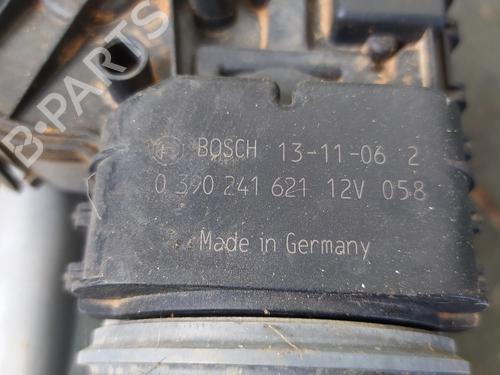 BOSCH 13-11-06 2
0 390 241 621 12V 058
Made in Germany
B-PARTS